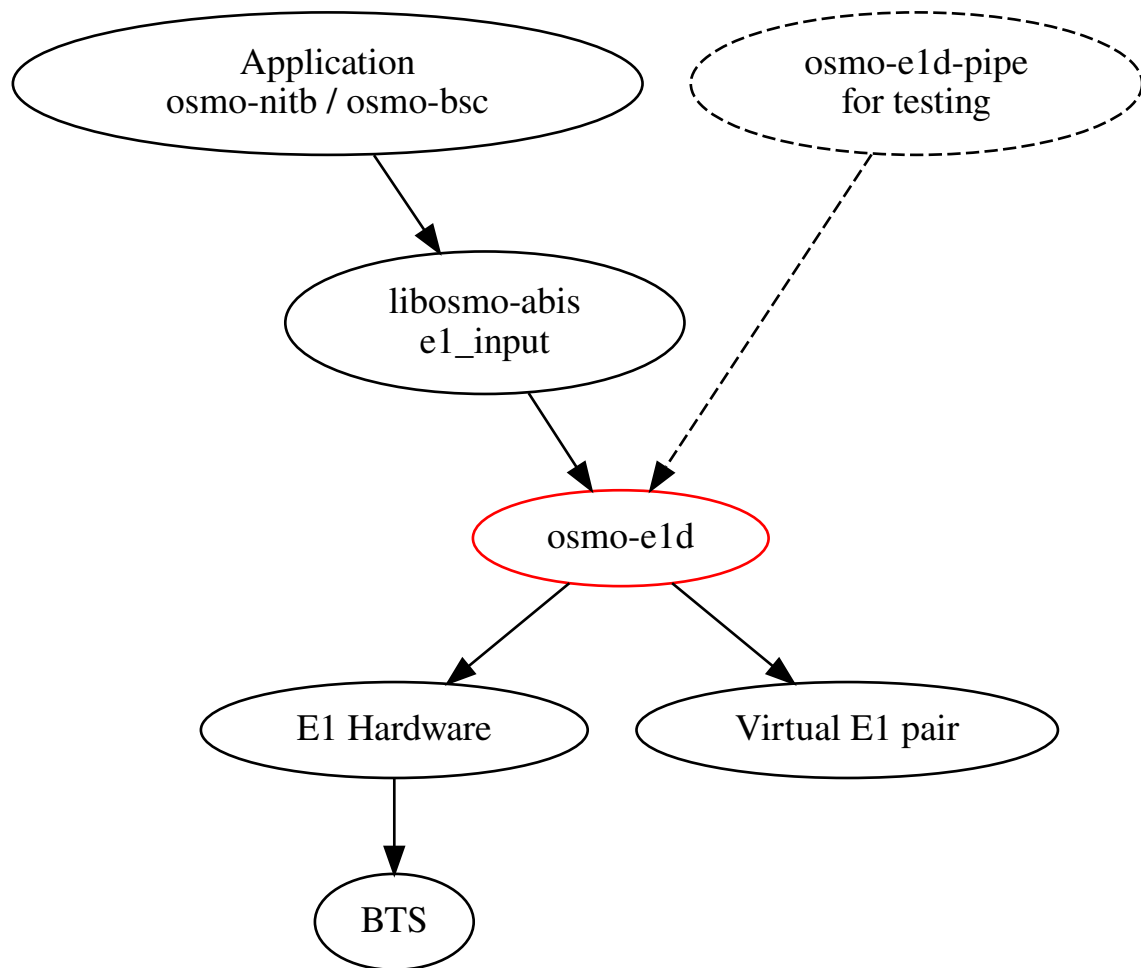 Application
osmo-nitb / osmo-bsc
osmo-e1d-pipe
for testing
libosmo-abis
e1_input
osmo-e1d
E1 Hardware
Virtual E1 pair
BTS